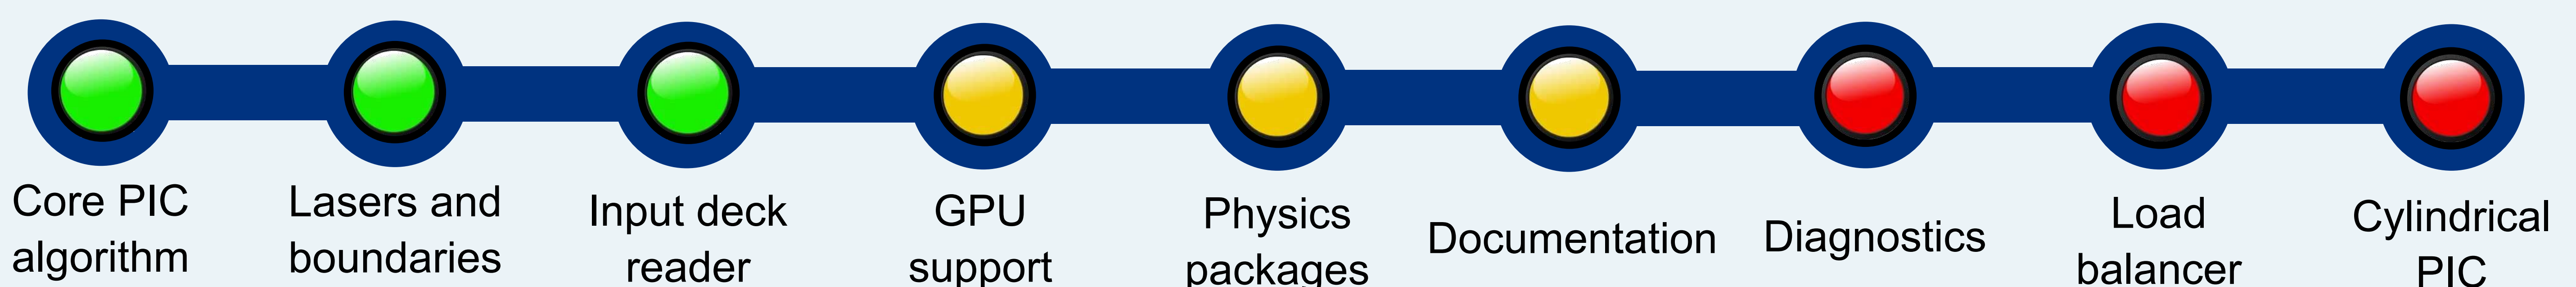 Core PIC
algorithm
Lasers and
boundaries
Input deck
reader
GPU
support
Physics
packages
Documentation
Diagnostics
Load
balancer
Cylindrical
PIC